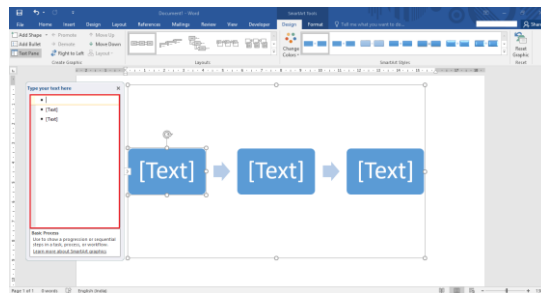 Document1 - Word
SmartArt Tools
File Home Insert Design Layout References Mailings Review View Developer Design Format Tell me what you want to do...
Share
Add Shape Promote Move Up
Add Bullet Demote Move Down
Text Pane Right to Left Layout
Change Colors
Reset Graphic
Create Graphic Layouts SmartArt Styles Reset
Type your text here
[Text]
[Text]
[Text] [Text] [Text]
Basic Process
Use to show a progression or sequential
steps in a task, process, or workflow.
Learn more about SmartArt graphics
Page 1 of 1 0 words English (India)